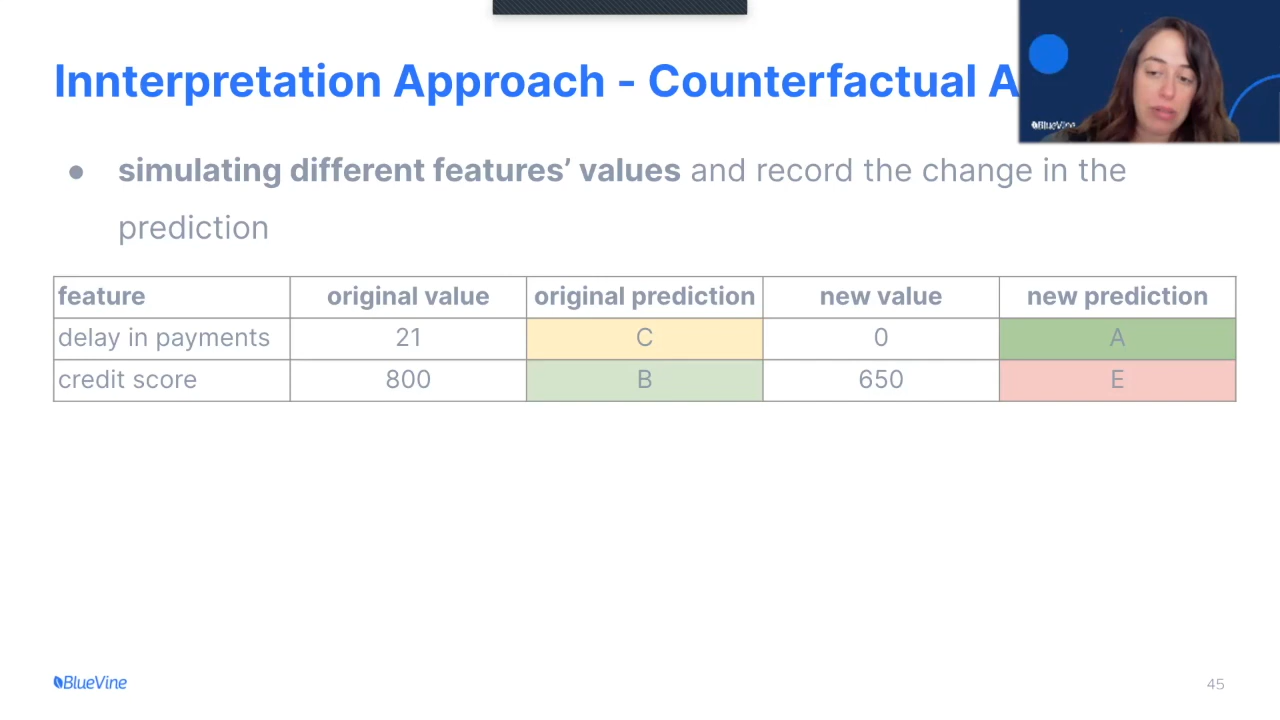 Innterpretation Approach - Counterfactual A
BlueVine
● simulating different features’ values and record the change in the
prediction
feature original value original prediction new value new prediction
delay in payments 21 C 0 A
credit score 800 B 650 E
BlueVine
45